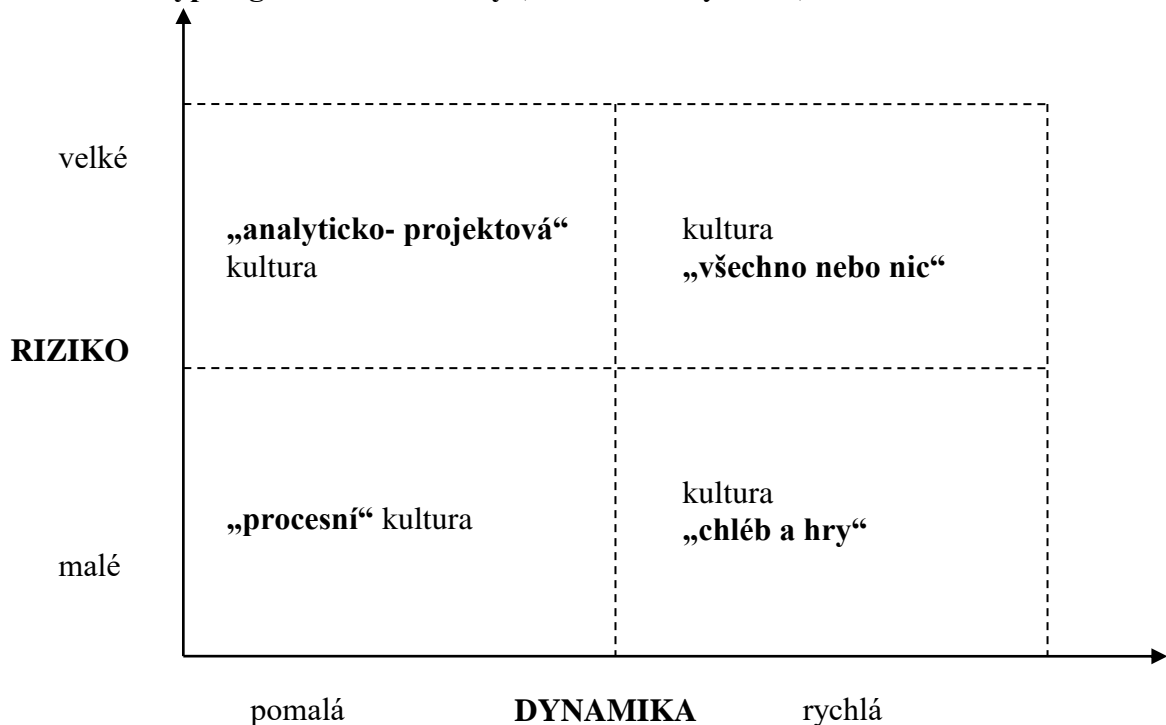 velké
„analyticko- projektová“
kultura
kultura
„všechno nebo nic“
RIZIKO
„procesní“ kultura
kultura
„chléb a hry“
malé
pomalá DYNAMIKA rychlá